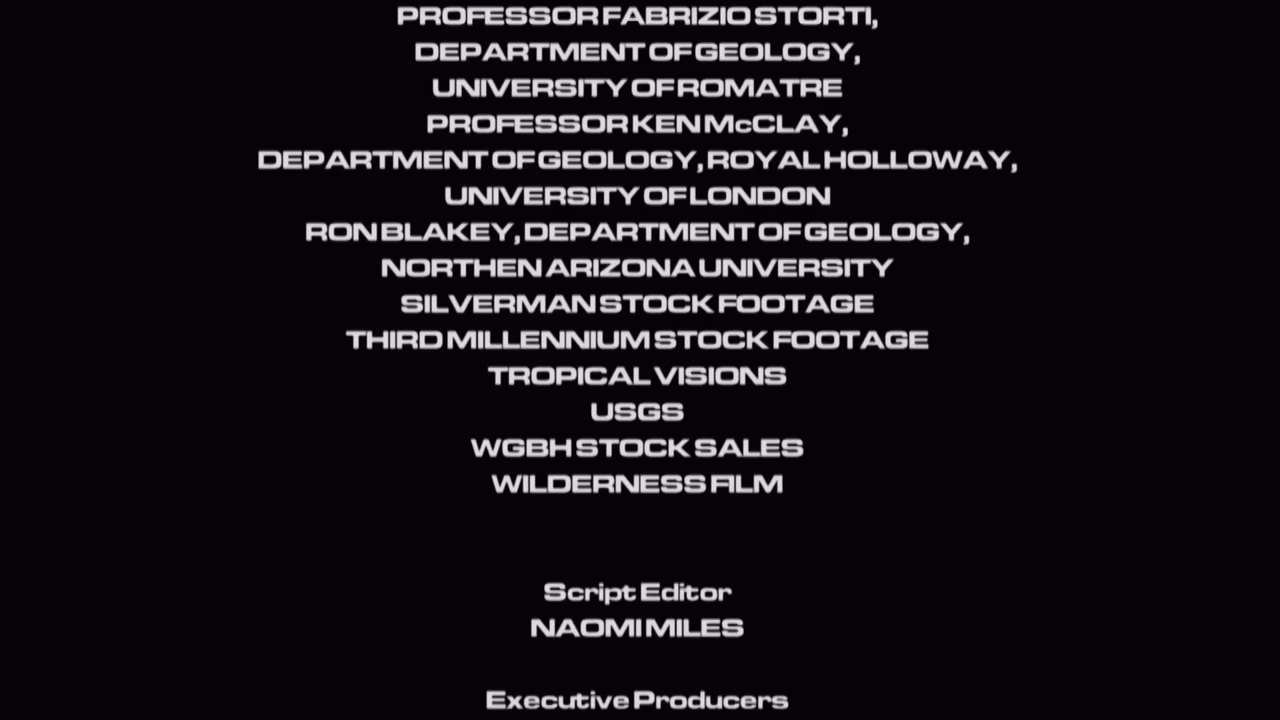 PROFESSOR FABRIZIO STORTI,
DEPARTMENT OF GEOLOGY,
UNIVERSITY OF ROMATRE
PROFESSOR KEN McCLAY,
DEPARTMENT OF GEOLOGY, ROYAL HOLLOWAY,
UNIVERSITY OF LONDON
RON BLAKEY, DEPARTMENT OF GEOLOGY,
NORTHEN ARIZONA UNIVERSITY
SILVERMAN STOCK FOOTAGE
THIRD MILLENNIUM STOCK FOOTAGE
TROPICAL VISIONS
USGS
WGBH STOCK SALES
WILDERNESS FILM
Script Editor
NAOMI MILES
Executive Producers